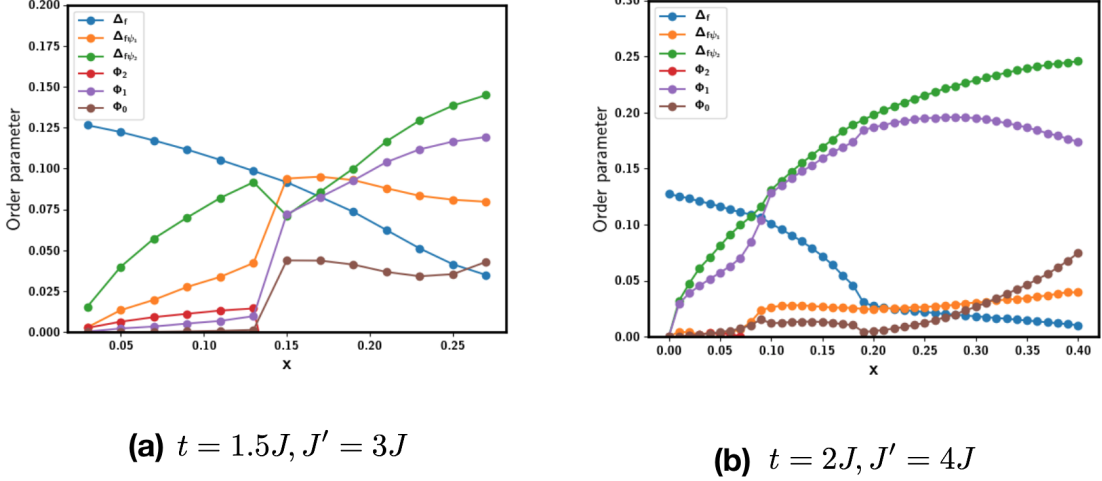 0.200
0.175
0.150
0.125
0.100
0.075
0.050
0.025
0.000
Order parameter
Δf
Δfψ₁
Δfψ₂
Φ₂
Φ₁
Φ₀
0.05 0.10 0.15 0.20 0.25
x
(a) t = 1.5J, J′ = 3J
0.30
0.25
0.20
0.15
0.10
0.05
0.00
Order parameter
Δf
Δfψ₁
Δfψ₂
Φ₂
Φ₁
Φ₀
0.00 0.05 0.10 0.15 0.20 0.25 0.30 0.35 0.40
x
(b) t = 2J, J′ = 4J